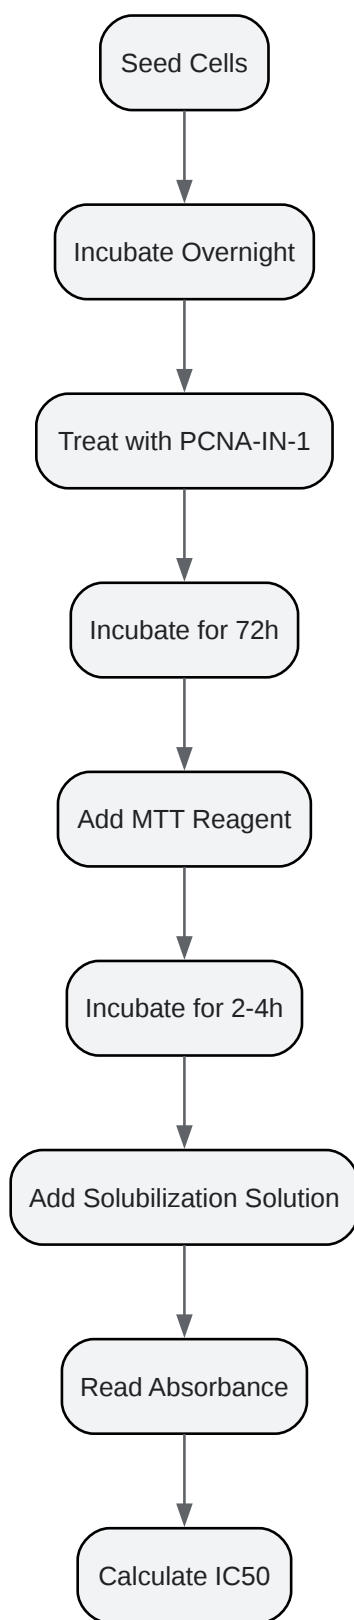 Seed Cells
Incubate Overnight
Treat with PCNA-IN-1
Incubate for 72h
Add MTT Reagent
Incubate for 2-4h
Add Solubilization Solution
Read Absorbance
Calculate IC50